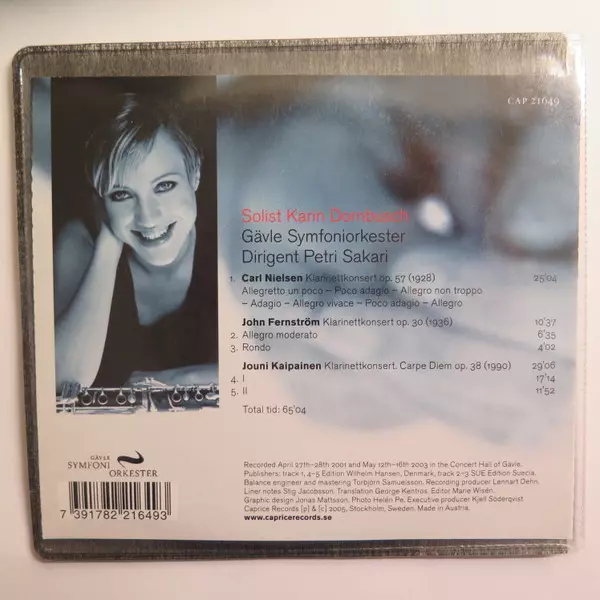 CAP 21649
Solist Karin Dornbusch
Gävle Symfoniorkester
Dirigent Petri Sakari
1. Carl Nielsen Klarinettkonsert op. 57 (1928) 25'04
Allegretto un poco – Poco adagio – Allegro non troppo
– Adagio – Allegro vivace – Poco adagio – Allegro
John Fernström Klarinettkonsert op. 30 (1936) 10'37
2. Allegro moderato 6'35
3. Rondo 4'02
Jouni Kaipainen Klarinettkonsert. Carpe Diem op. 38 (1990) 29'06
4. I 17'14
5. II 11'52
Total tid: 65'04
GÄVLE
SYMFONI
ORKESTER
Recorded April 27th–28th 2001 and May 12th–16th 2003 in the Concert Hall of Gävle.
Publishers: track 1, 4–5 Edition Wilhelm Hansen, Denmark, track 2–3 SUE Edition Suecia.
Balance engineer and mastering Torbjörn Samuelsson. Recording producer Lennart Dehn.
Liner notes Stig Jacobsson. Translation George Kentros. Editor Marie Wisén.
Graphic design Jonas Mattsson. Photo Helén Pe. Executive producer Kjell Söderqvist.
Caprice Records [p] & [c] 2005, Stockholm, Sweden. Made in Austria.
www.capricerecords.se
7 391782 216493